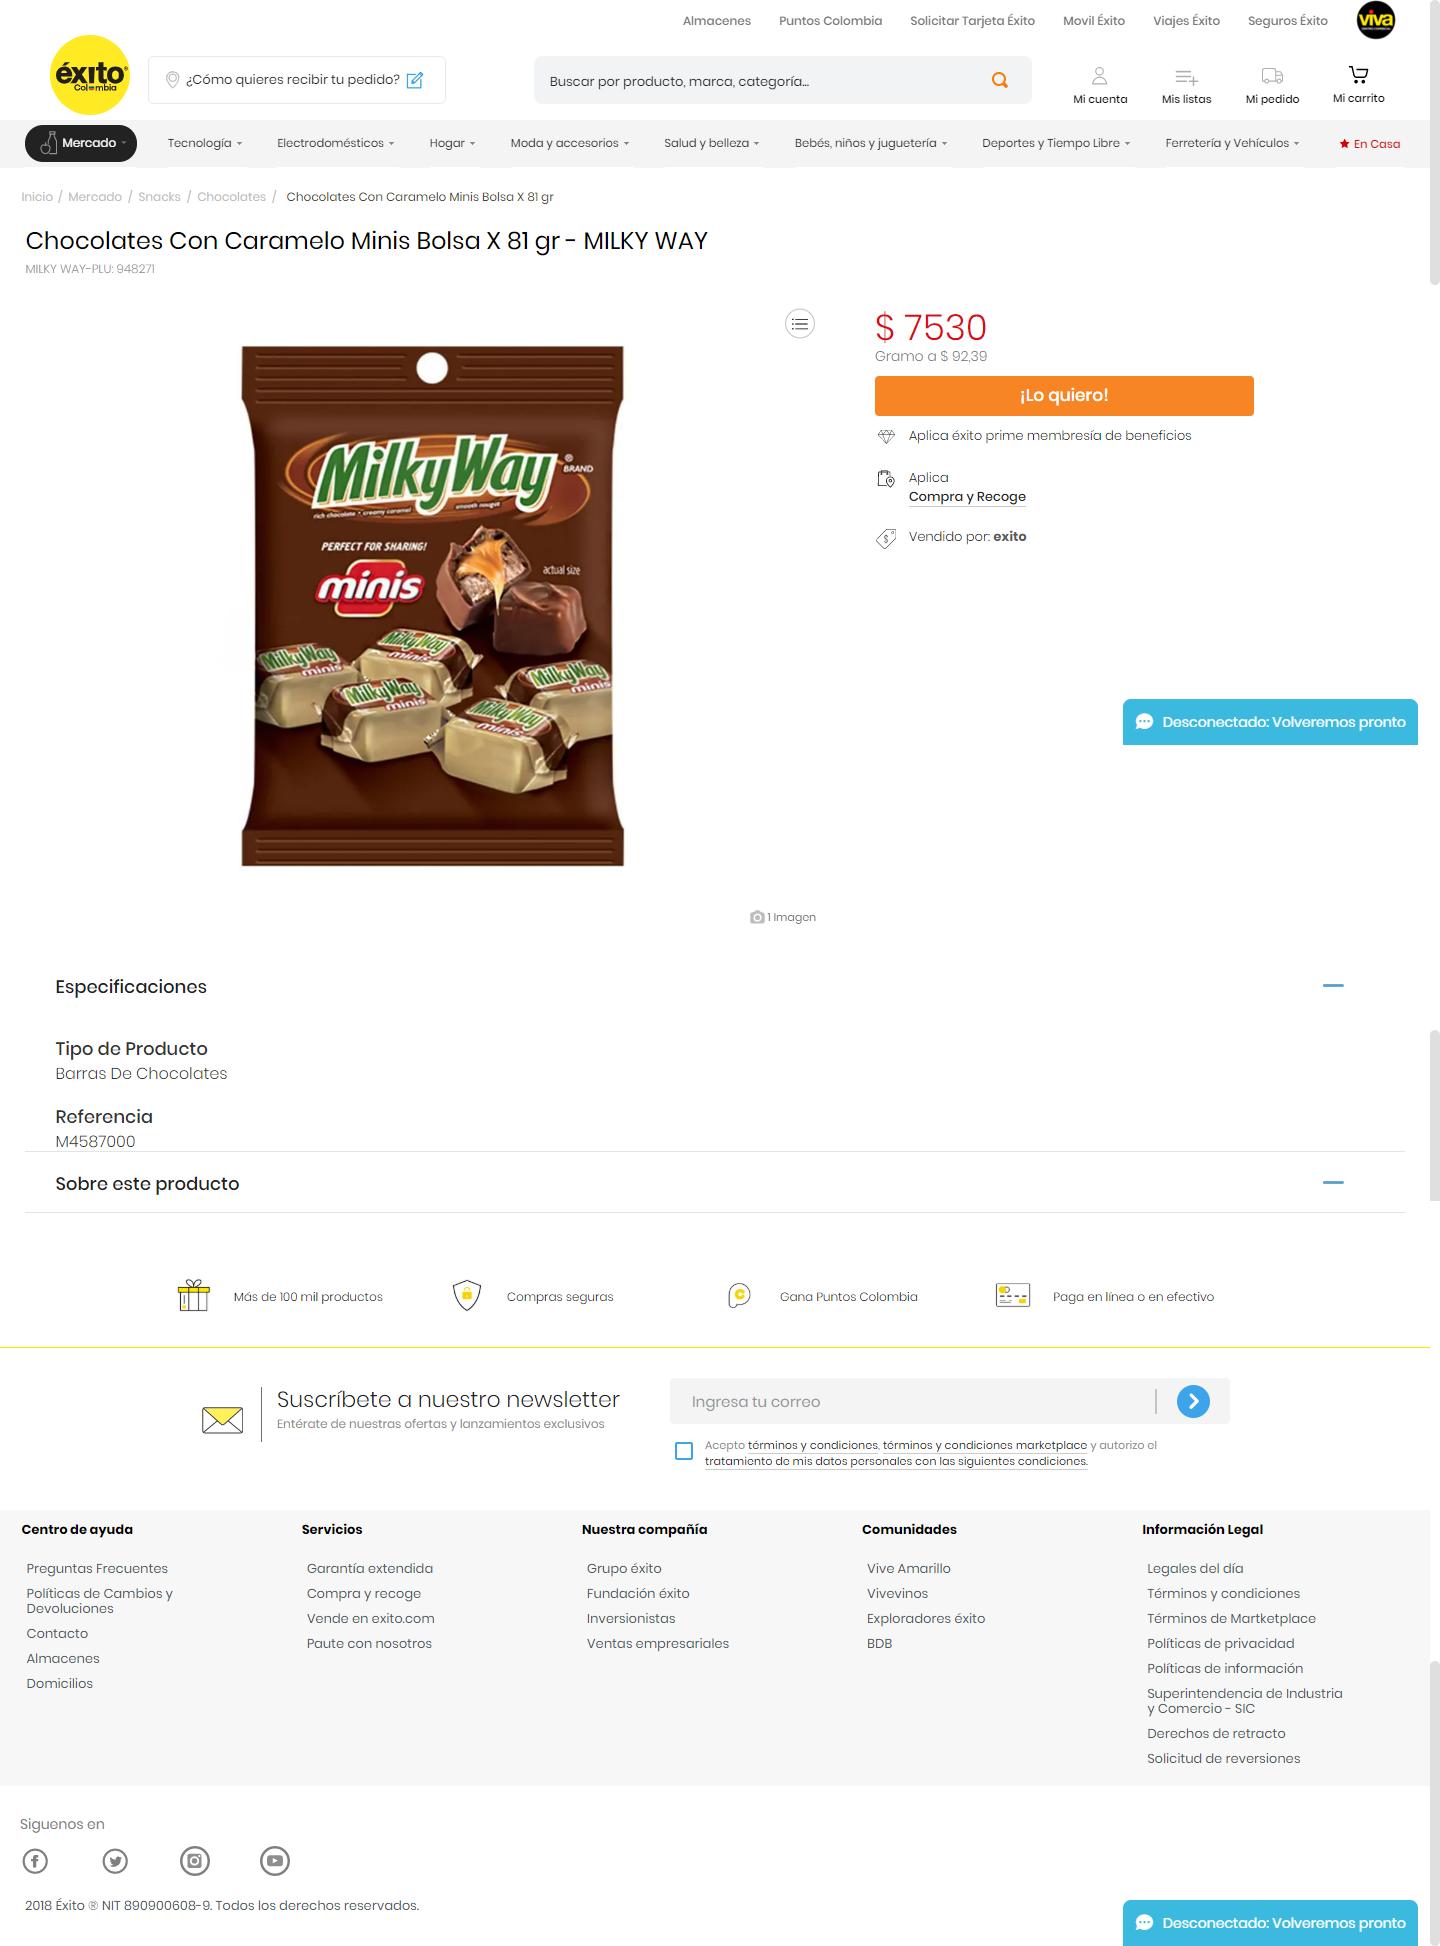 Almacenes Puntos Colombia Solicitar Tarjeta Éxito Movil Éxito Viajes Éxito Seguros Éxito viva
éxito
Colombia
¿Cómo quieres recibir tu pedido?
Buscar por producto, marca, categoría...
Mi cuenta Mis listas Mi pedido Mi carrito
Mercado Tecnología Electrodomésticos Hogar Moda y accesorios Salud y belleza Bebés, niños y juguetería Deportes y Tiempo Libre Ferretería y Vehículos En Casa
Inicio / Mercado / Snacks / Chocolates / Chocolates Con Caramelo Minis Bolsa X 81 gr
Chocolates Con Caramelo Minis Bolsa X 81 gr - MILKY WAY
MILKY WAY-PLU: 948271
MilkyWay
BRAND
rich chocolate • creamy caramel smooth nougat
PERFECT FOR SHARING!
minis
actual size
MilkyWay
minis
MilkyWay
minis
MilkyWay
minis
MilkyWay
minis
MilkyWay
minis
1 Imagen
$ 7530
Gramo a $ 92,39
¡Lo quiero!
Aplica éxito prime membresía de beneficios
Aplica
Compra y Recoge
Vendido por: exito
Desconectado: Volveremos pronto
Especificaciones
Tipo de Producto
Barras De Chocolates
Referencia
M4587000
Sobre este producto
Más de 100 mil productos Compras seguras Gana Puntos Colombia Paga en línea o en efectivo
Suscríbete a nuestro newsletter
Entérate de nuestras ofertas y lanzamientos exclusivos
Ingresa tu correo
Acepto términos y condiciones, términos y condiciones marketplace y autorizo el
tratamiento de mis datos personales con las siguientes condiciones.
Centro de ayuda
Preguntas Frecuentes
Políticas de Cambios y
Devoluciones
Contacto
Almacenes
Domicilios
Servicios
Garantía extendida
Compra y recoge
Vende en exito.com
Paute con nosotros
Nuestra compañía
Grupo éxito
Fundación éxito
Inversionistas
Ventas empresariales
Comunidades
Vive Amarillo
Vivevinos
Exploradores éxito
BDB
Información Legal
Legales del día
Términos y condiciones
Términos de Martketplace
Políticas de privacidad
Políticas de información
Superintendencia de Industria
y Comercio - SIC
Derechos de retracto
Solicitud de reversiones
Siguenos en
2018 Éxito ® NIT 890900608-9. Todos los derechos reservados.
Desconectado: Volveremos pronto